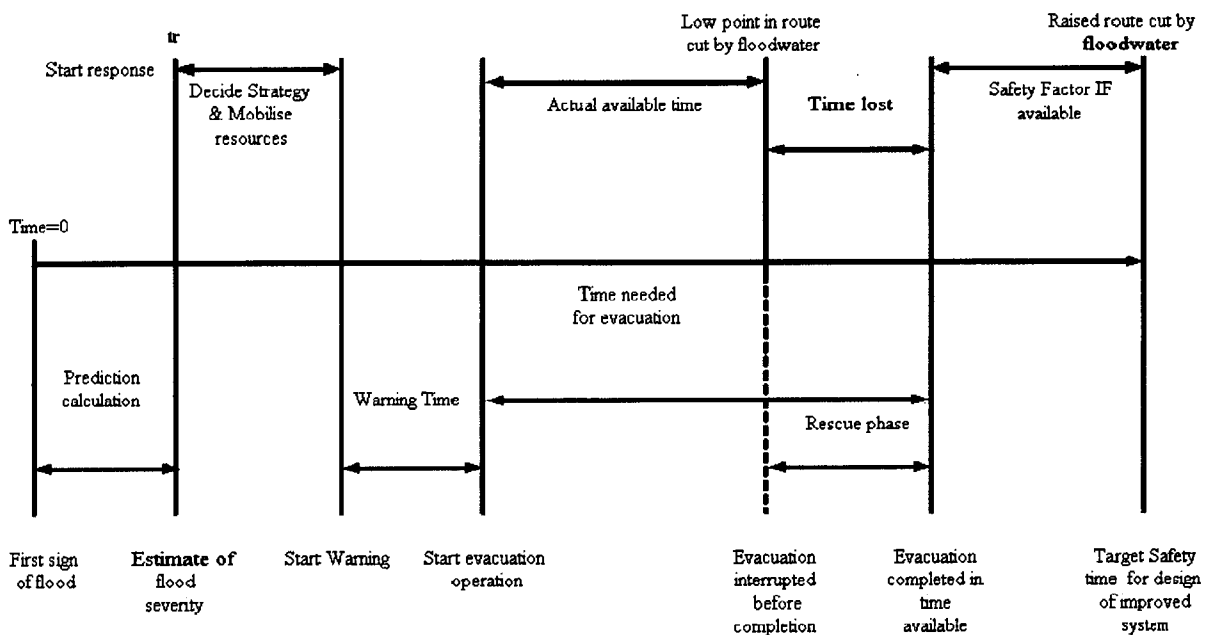 Low point in route
cut by floodwater
Raised route cut by
floodwater
tr
Start response
Decide Strategy
& Mobilise
resources
Actual available time
Time lost
Safety Factor IF
available
Time=0
Time needed
for evacuation
Prediction
calculation
Warning Time
Rescue phase
First sign
of flood
Estimate of
flood
severity
Start Warning
Start evacuation
operation
Evacuation
interrupted
before
completion
Evacuation
completed in
time
available
Target Safety
time for design
of improved
system